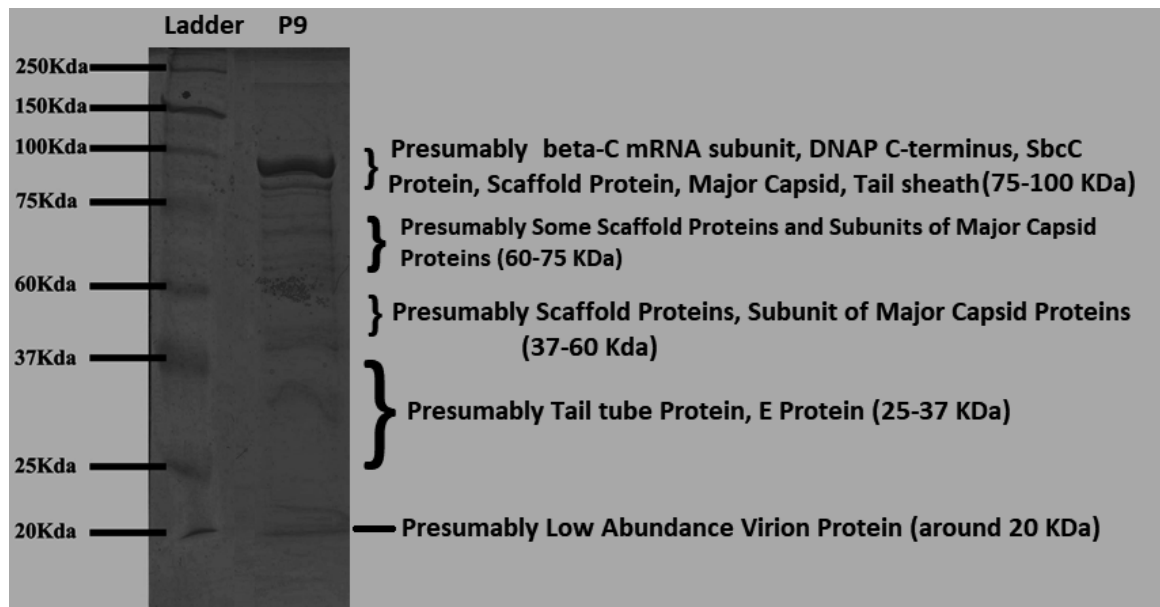 Ladder P9
250Kda
150Kda
100Kda
Presumably beta-C mRNA subunit, DNAP C-terminus, SbcC
Protein, Scaffold Protein, Major Capsid, Tail sheath (75-100 KDa)
75Kda
Presumably Some Scaffold Proteins and Subunits of Major Capsid
Proteins (60-75 KDa)
60Kda
Presumably Scaffold Proteins, Subunit of Major Capsid Proteins
(37-60 Kda)
37Kda
Presumably Tail tube Protein, E Protein (25-37 KDa)
25Kda
20Kda
Presumably Low Abundance Virion Protein (around 20 KDa)